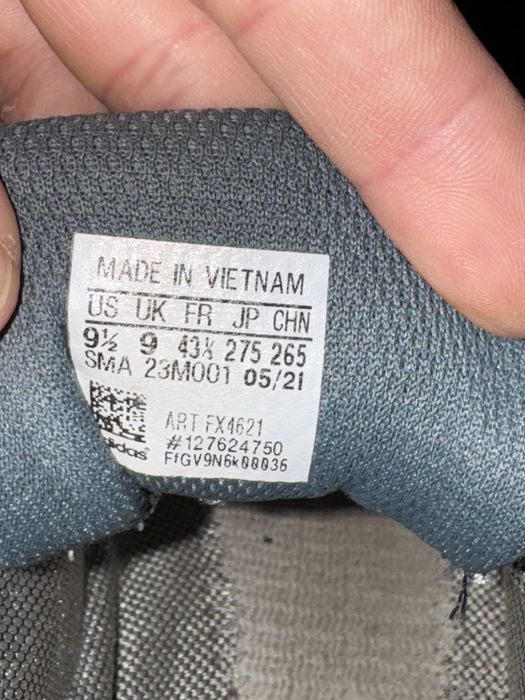 MADE IN VIETNAM
US UK FR JP CHN
9½ 9 43⅓ 275 265
SMA 23M001 05/21
ART FX4621
#127624750
adidas FfGV9N6k00036